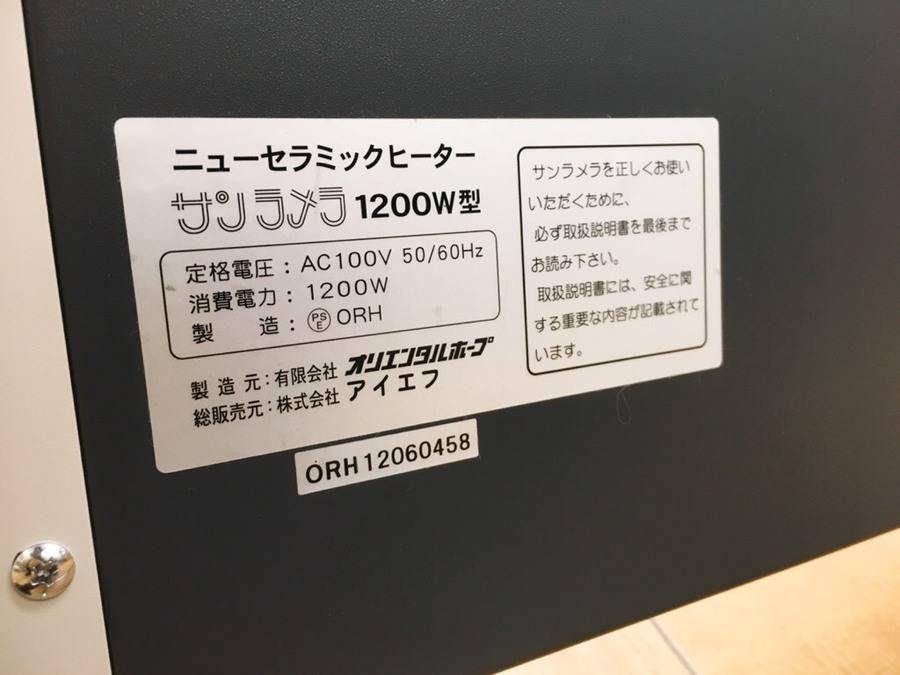 ニューセラミックヒーター
サンラメラ 1200W型
定格電圧：AC100V 50/60Hz
消費電力：1200W
製　　造：PSE ORH
製 造 元：有限会社 オリエンタルホープ
総販売元：株式会社 アイエフ
サンラメラを正しくお使い
いただくために、
必ず取扱説明書を最後まで
お読み下さい。
取扱説明書には、安全に関
する重要な内容が記載されて
います。
ORH12060458